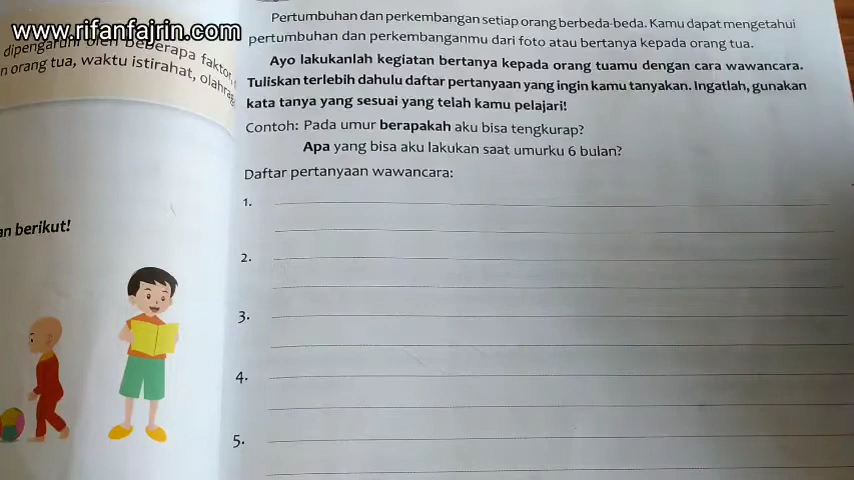 www.rifanfajrin.com
dipengaruhi oleh beberapa faktor,
n orang tua, waktu istirahat, olahraga
an berikut!
Pertumbuhan dan perkembangan setiap orang berbeda-beda. Kamu dapat mengetahui
pertumbuhan dan perkembanganmu dari foto atau bertanya kepada orang tua.
Ayo lakukanlah kegiatan bertanya kepada orang tuamu dengan cara wawancara.
Tuliskan terlebih dahulu daftar pertanyaan yang ingin kamu tanyakan. Ingatlah, gunakan
kata tanya yang sesuai yang telah kamu pelajari!
Contoh: Pada umur berapakah aku bisa tengkurap?
Apa yang bisa aku lakukan saat umurku 6 bulan?
Daftar pertanyaan wawancara:
1.
2.
3.
4.
5.